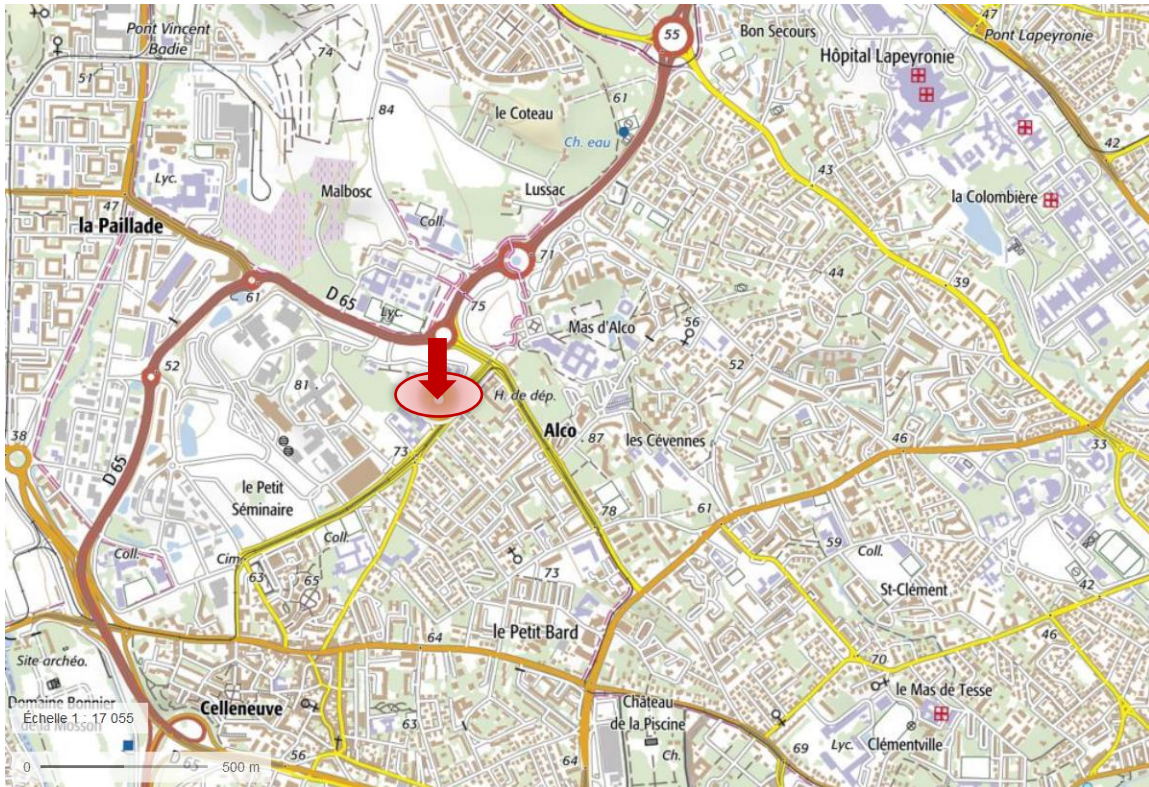 Pont Vincent
Badie
74
51
84
Lyc.
47
la Paillade
Malbosc
Coll.
le Coteau
61
Ch. eau
Lussac
55
Bon Secours
47
Pont Lapeyronie
Hôpital Lapeyronie
42
43
la Colombière
44
39
71
75
D 65
61
Lyc.
Mas d'Alco
56
52
52
81
H. de dép.
Alco
87
les Cévennes
46
33
38
D 65
73
le Petit
Séminaire
78
61
59
Coll.
Coll.
Coll.
Cim.
63
65
73
St-Clément
42
46
64
le Petit Bard
70
Site archéo.
Domaine Bonnier
de la Mosson
Échelle 1 : 17 055
0
500 m
D 65
Celleneuve
56
63
64
Château
de la Piscine
Ch.
69
le Mas de Tesse
Lyc.
Clémentville